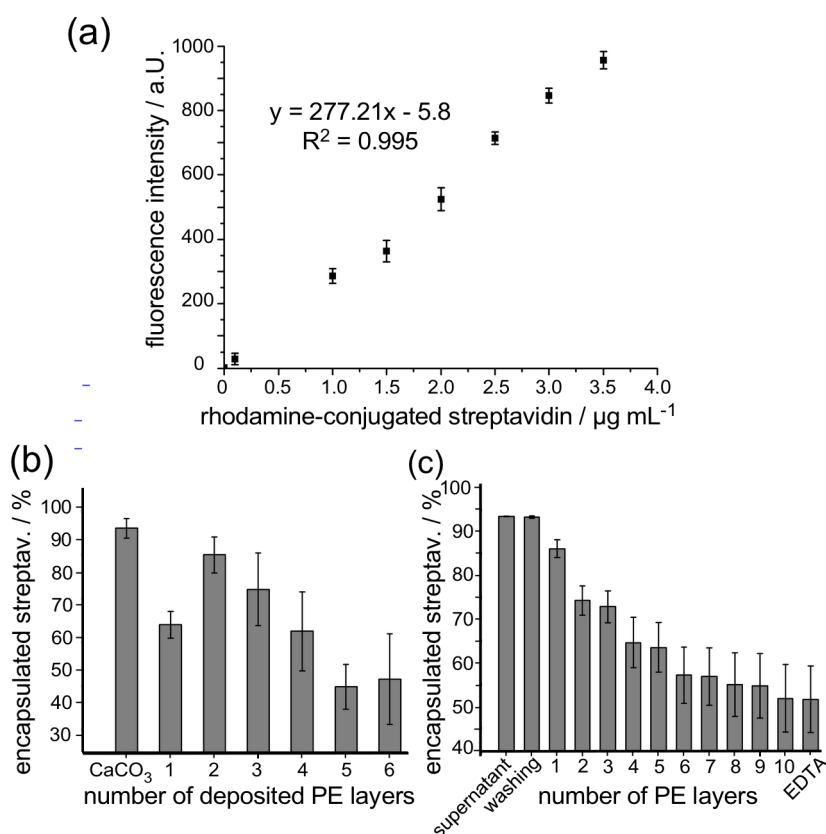 (a)
fluorescence intensity / a.U.
1000
800
600
400
200
0
y = 277.21x - 5.8
R² = 0.995
0 0.5 1.0 1.5 2.0 2.5 3.0 3.5 4.0
rhodamine-conjugated streptavidin / µg mL⁻¹
(b)
encapsulated streptav. / %
100
90
80
70
60
50
40
30
CaCO₃ 1 2 3 4 5 6
number of deposited PE layers
(c)
encapsulated streptav. / %
100
90
80
70
60
50
40
supernatant washing 1 2 3 4 5 6 7 8 9 10 EDTA
number of PE layers